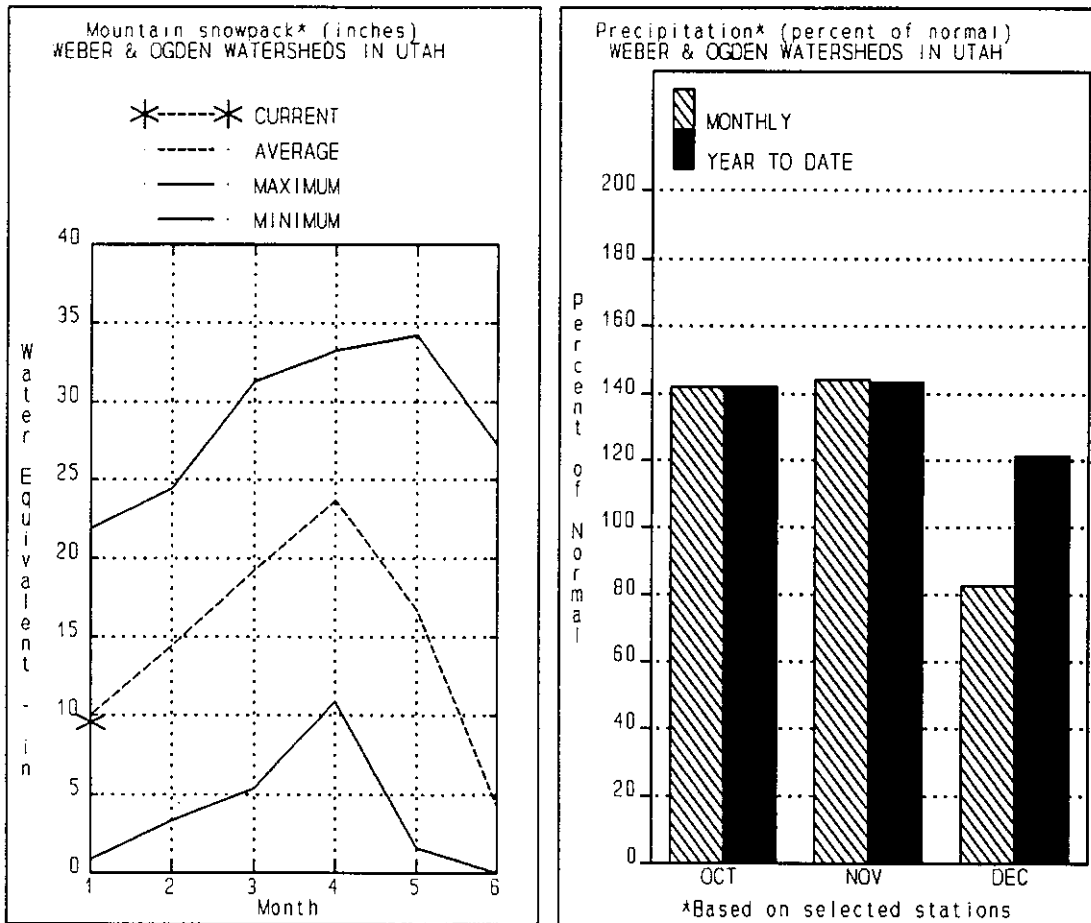 Mountain snowpack* (inches)
WEBER & OGDEN WATERSHEDS IN UTAH
CURRENT
AVERAGE
MAXIMUM
MINIMUM
40
35
30
25
20
15
10
5
0
Water Equivalent - in
1 2 3 4 5 6
Month
Precipitation* (percent of normal)
WEBER & OGDEN WATERSHEDS IN UTAH
MONTHLY
YEAR TO DATE
200
180
160
140
120
100
80
60
40
20
0
Percent of Normal
OCT NOV DEC
*Based on selected stations